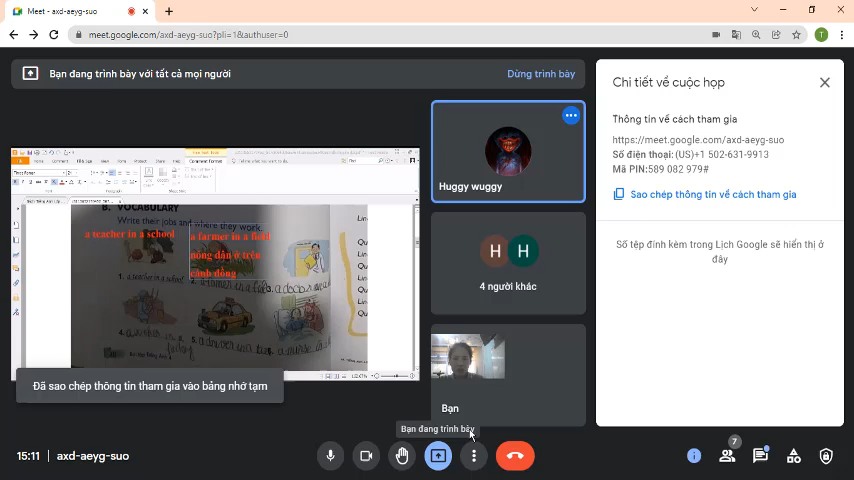 Meet - axd-aeyg-suo
meet.google.com/axd-aeyg-suo?pli=1&authuser=0
T
Bạn đang trình bày với tất cả mọi người
Dừng trình bày
B. VOCABULARY
Write their jobs and where they work.
a teacher in a school
a farmer in a field
nông dân ở trên
cánh đồng
1. a teacher in a school
Huggy wuggy
H H
4 người khác
Bạn
Chi tiết về cuộc họp
Thông tin về cách tham gia
https://meet.google.com/axd-aeyg-suo
Số điện thoại: (US)+1 502-631-9913
Mã PIN: 589 082 979#
Sao chép thông tin về cách tham gia
Số tệp đính kèm trong Lịch Google sẽ hiển thị ở
đây
Đã sao chép thông tin tham gia vào bảng nhớ tạm
Bạn đang trình bày
15:11 axd-aeyg-suo
7